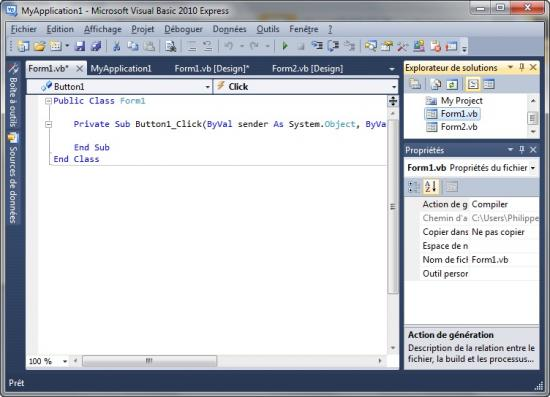 MyApplication1 - Microsoft Visual Basic 2010 Express
Fichier Edition Affichage Projet Déboguer Données Outils Fenêtre ?
Form1.vb* MyApplication1 Form1.vb [Design]* Form2.vb [Design]
Button1 Click
Public Class Form1
Private Sub Button1_Click(ByVal sender As System.Object, ByVa
End Sub
End Class
100 %
Boîte à outils
Sources de données
Explorateur de solutions
My Project
Form1.vb
Form2.vb
Propriétés
Form1.vb Propriétés du fichier
Action de g Compiler
Chemin d'a C:\Users\Philippe
Copier dans Ne pas copier
Espace de n
Nom de fich Form1.vb
Outil person
Action de génération
Description de la relation entre le
fichier, la build et les processus...
Prêt